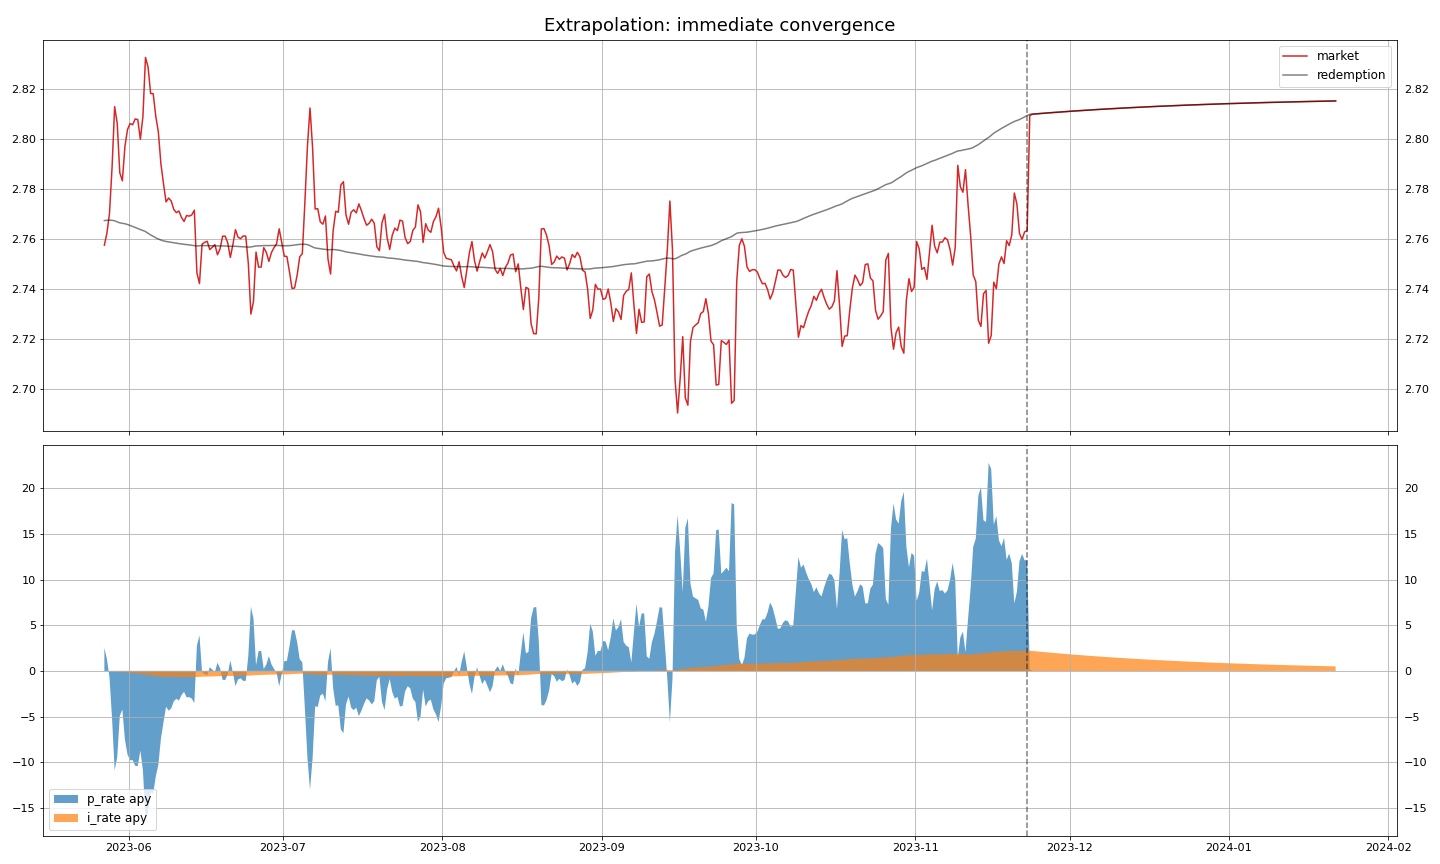 Extrapolation: immediate convergence
market
redemption
2.82 2.82
2.80 2.80
2.78 2.78
2.76 2.76
2.74 2.74
2.72 2.72
2.70 2.70
20 20
15 15
10 10
5 5
0 0
−5 −5
−10 −10
−15 −15
p_rate apy
i_rate apy
2023-06 2023-07 2023-08 2023-09 2023-10 2023-11 2023-12 2024-01 2024-02